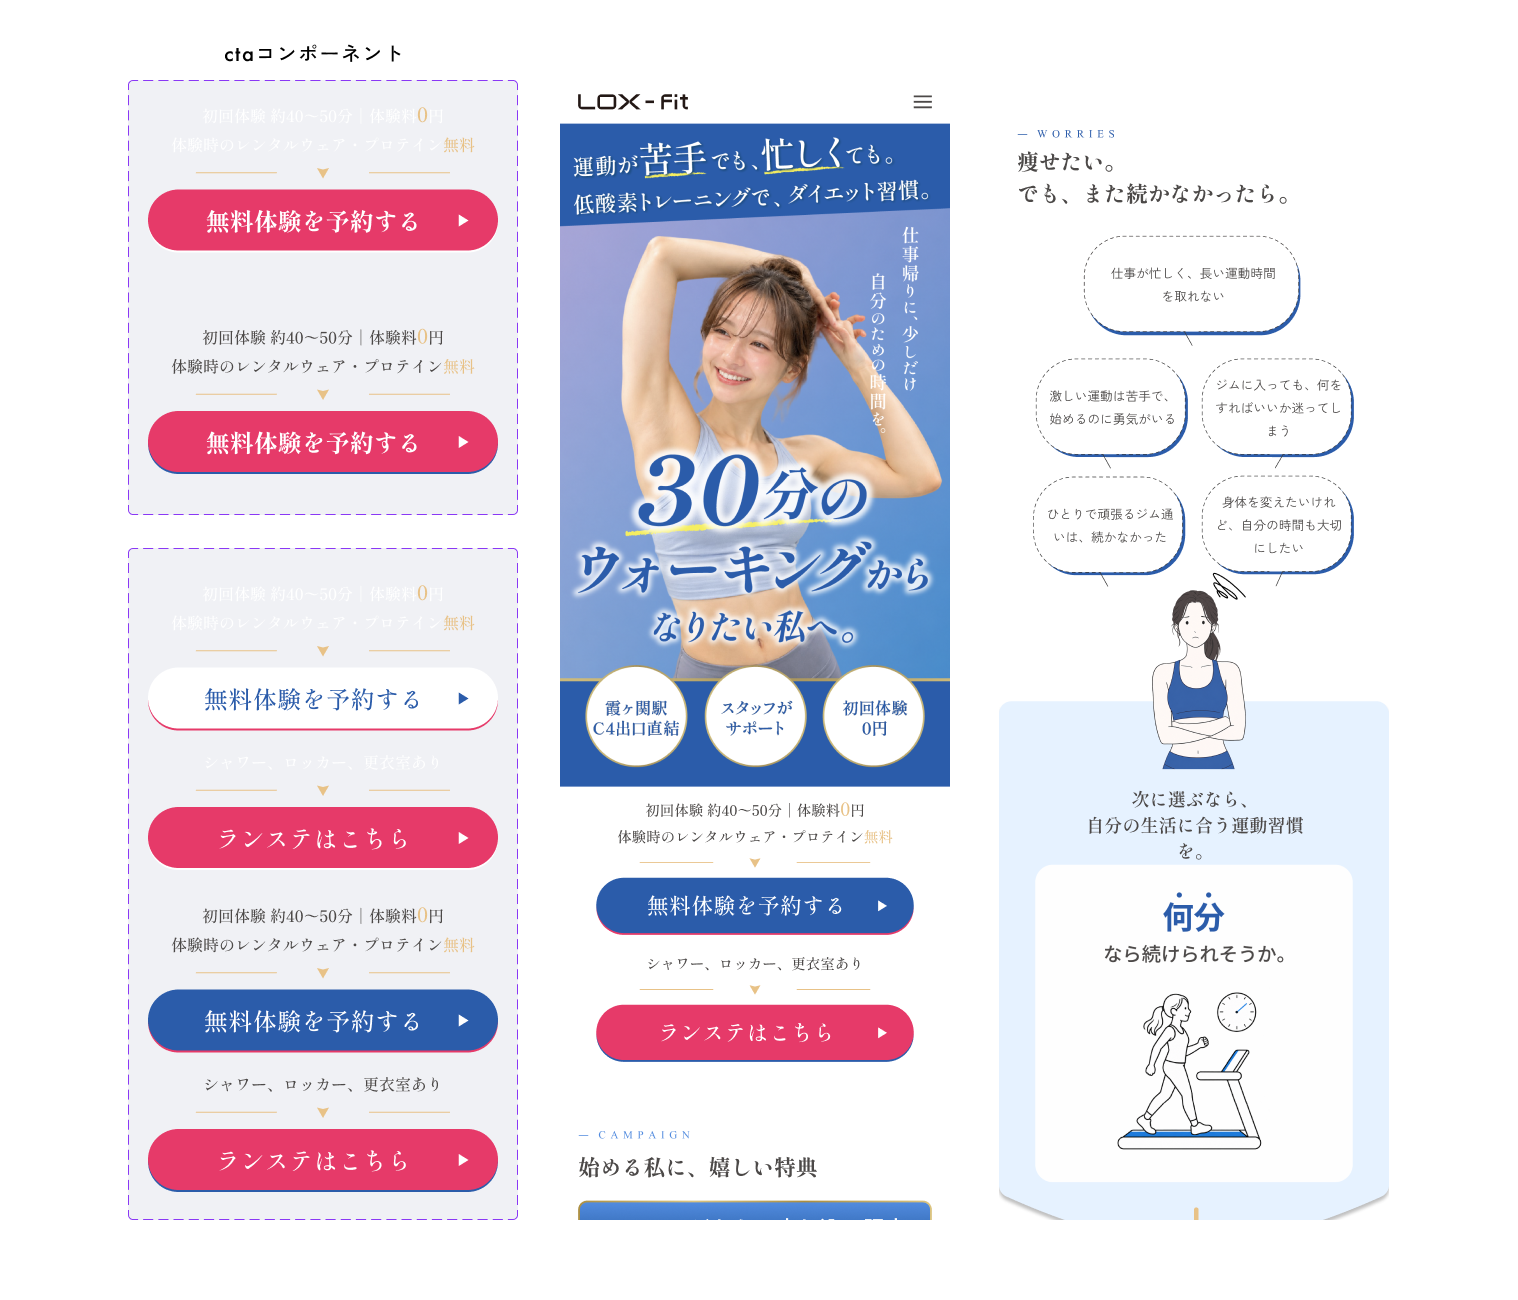 ctaコンポーネント
初回体験 約40〜50分｜体験料0円
体験時のレンタルウェア・プロテイン無料
無料体験を予約する
初回体験 約40〜50分｜体験料0円
体験時のレンタルウェア・プロテイン無料
無料体験を予約する
初回体験 約40〜50分｜体験料0円
体験時のレンタルウェア・プロテイン無料
無料体験を予約する
シャワー、ロッカー、更衣室あり
ランステはこちら
初回体験 約40〜50分｜体験料0円
体験時のレンタルウェア・プロテイン無料
無料体験を予約する
シャワー、ロッカー、更衣室あり
ランステはこちら
LOX-Fit
運動が苦手でも、忙しくても。
低酸素トレーニングで、ダイエット習慣。
仕事帰りに、少しだけ
自分のための時間を。
30分の
ウォーキングから
なりたい私へ。
霞ヶ関駅
C4出口直結
スタッフが
サポート
初回体験
0円
初回体験 約40〜50分｜体験料0円
体験時のレンタルウェア・プロテイン無料
無料体験を予約する
シャワー、ロッカー、更衣室あり
ランステはこちら
— CAMPAIGN
始める私に、嬉しい特典
— WORRIES
痩せたい。
でも、また続かなかったら。
仕事が忙しく、長い運動時間
を取れない
激しい運動は苦手で、
始めるのに勇気がいる
ジムに入っても、何を
すればいいか迷ってし
まう
ひとりで頑張るジム通
いは、続かなかった
身体を変えたいけれ
ど、自分の時間も大切
にしたい
次に選ぶなら、
自分の生活に合う運動習慣
を。
何分
なら続けられそうか。